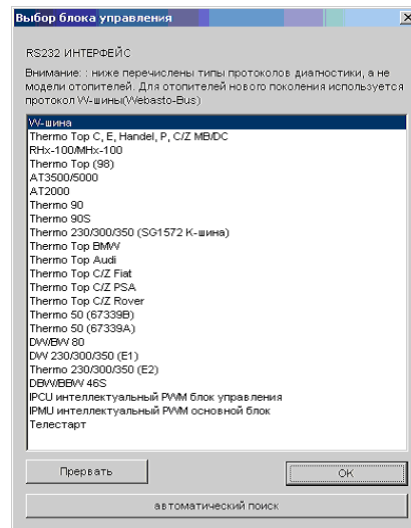 Выбор блока управления
RS232 ИНТЕРФЕЙС
Внимание: : ниже перечислены типы протоколов диагностики, а не
модели отопителей. Для отопителей нового поколения используется
протокол W-шины(Webasto-Bus)
W-шина
Thermo Top C, E, Handel, P, C/Z MB/DC
RHx-100/MHx-100
Thermo Top (98)
AT3500/5000
AT2000
Thermo 90
Thermo 90S
Thermo 230/300/350 (SG1572 К-шина)
Thermo Top BMW
Thermo Top Audi
Thermo Top C/Z Fiat
Thermo Top C/Z PSA
Thermo Top C/Z Rover
Thermo 50 (67339B)
Thermo 50 (67339A)
DW/BW 80
DW 230/300/350 (E1)
Thermo 230/300/350 (E2)
DBW/BBW 46S
IPCU интеллектуальный PWM блок управления
IPMU интеллектуальный PWM основной блок
Телестарт
Прервать
OK
автоматический поиск